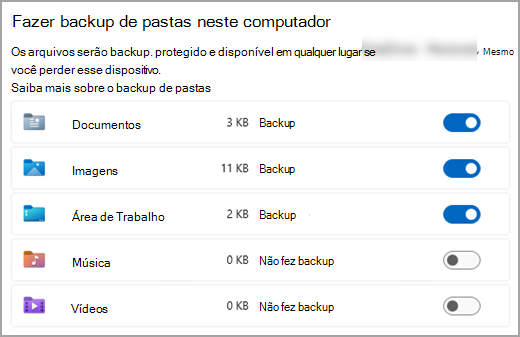 Fazer backup de pastas neste computador
Os arquivos serão backup. protegido e disponível em qualquer lugar se , Mesmo
você perder esse dispositivo.
Saiba mais sobre o backup de pastas
Documentos 3 KB Backup
Imagens 11 KB Backup
Área de Trabalho 2 KB Backup
Música 0 KB Não fez backup
Vídeos 0 KB Não fez backup